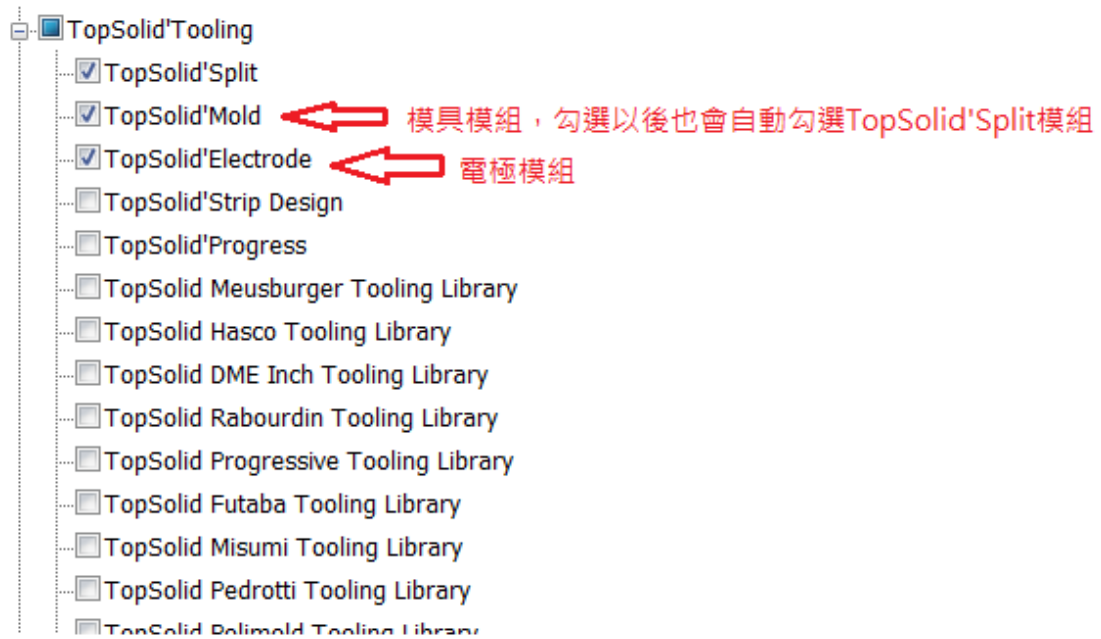 TopSolid'Tooling
TopSolid'Split
TopSolid'Mold 模具模組，勾選以後也會自動勾選TopSolid'Split模組
TopSolid'Electrode 電極模組
TopSolid'Strip Design
TopSolid'Progress
TopSolid Meusburger Tooling Library
TopSolid Hasco Tooling Library
TopSolid DME Inch Tooling Library
TopSolid Rabourdin Tooling Library
TopSolid Progressive Tooling Library
TopSolid Futaba Tooling Library
TopSolid Misumi Tooling Library
TopSolid Pedrotti Tooling Library
TopSolid Polimold Tooling Library